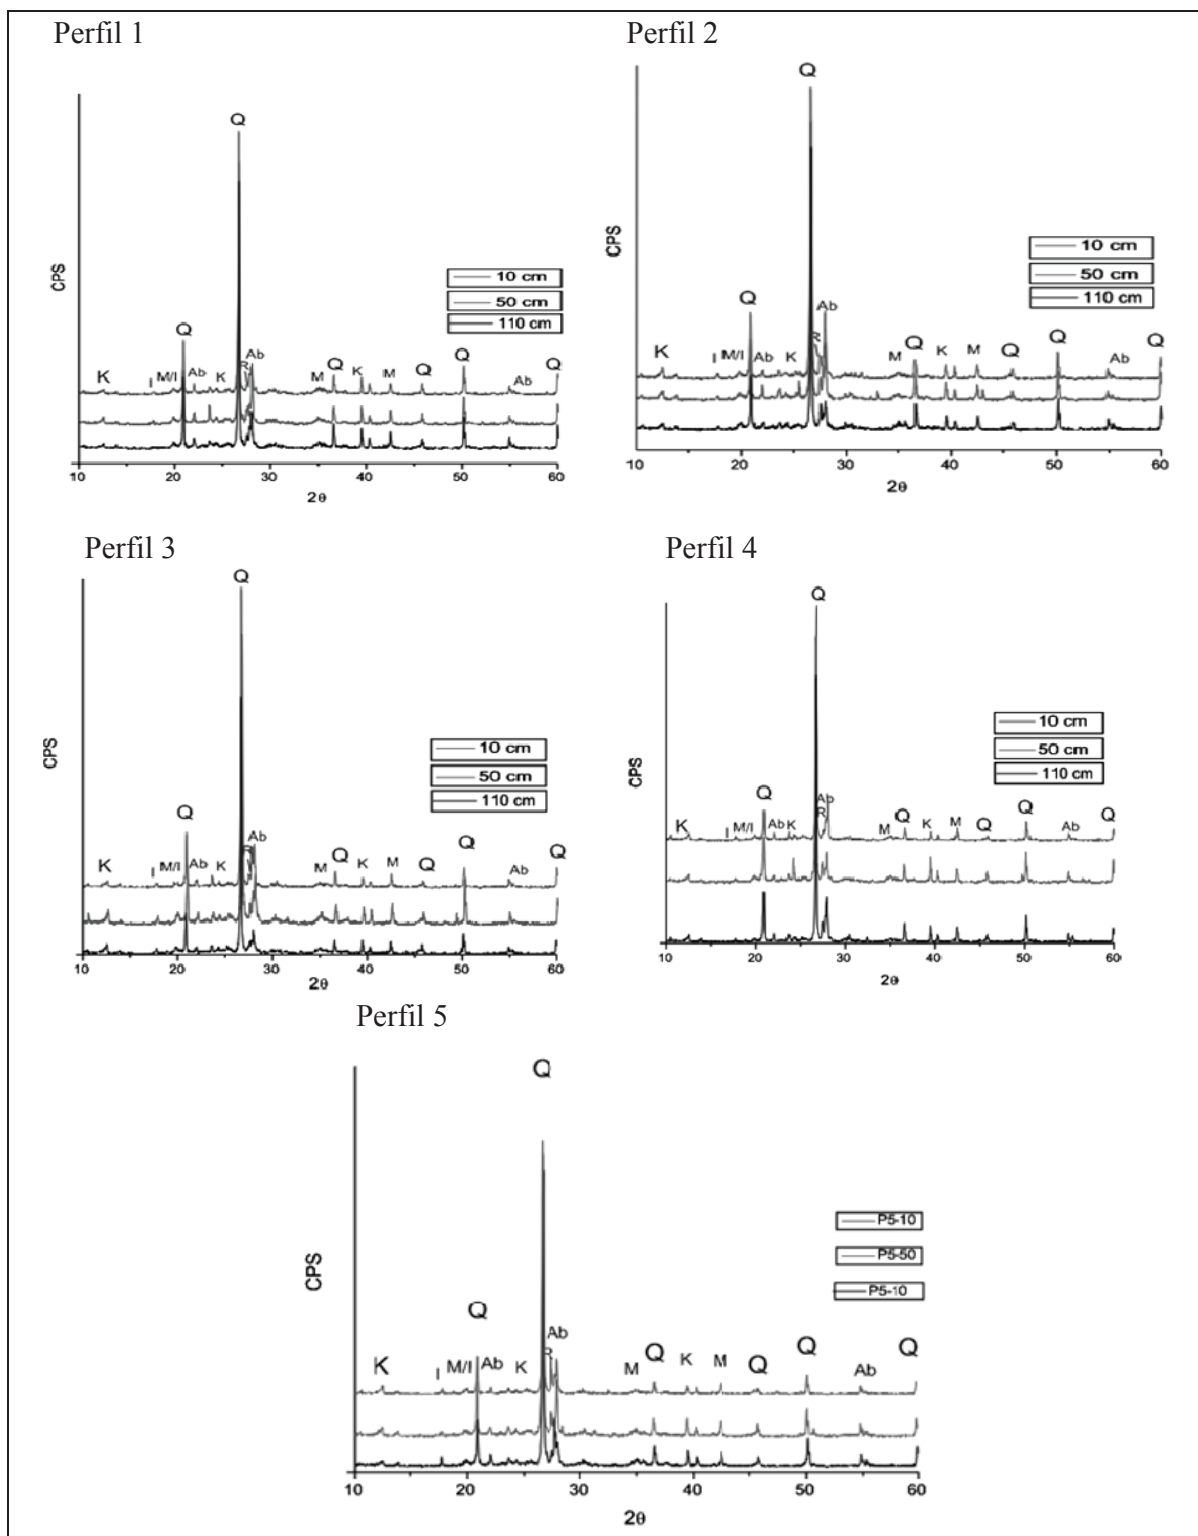 Perfil 1
Q
CPS
10 cm
50 cm
110 cm
Q
K I M/I Ab K R Ab M Q K M Q Q Ab Q
10 20 30 40 50 60
2θ
Perfil 2
Q
CPS
10 cm
50 cm
110 cm
Q
K I M/I Ab K R Ab M Q K M Q Q Ab Q
10 20 30 40 50 60
2θ
Perfil 3
Q
CPS
10 cm
50 cm
110 cm
Q
K I M/I Ab K R Ab M Q K M Q Q Ab Q
10 20 30 40 50 60
2θ
Perfil 4
Q
CPS
10 cm
50 cm
110 cm
Q
K I M/I Ab K R Ab M Q K M Q Q Ab Q
10 20 30 40 50 60
2θ
Perfil 5
Q
CPS
P5-10
P5-50
P5-10
Q
K I M/I Ab K R Ab M Q K M Q Q Ab Q
10 20 30 40 50 60
2θ